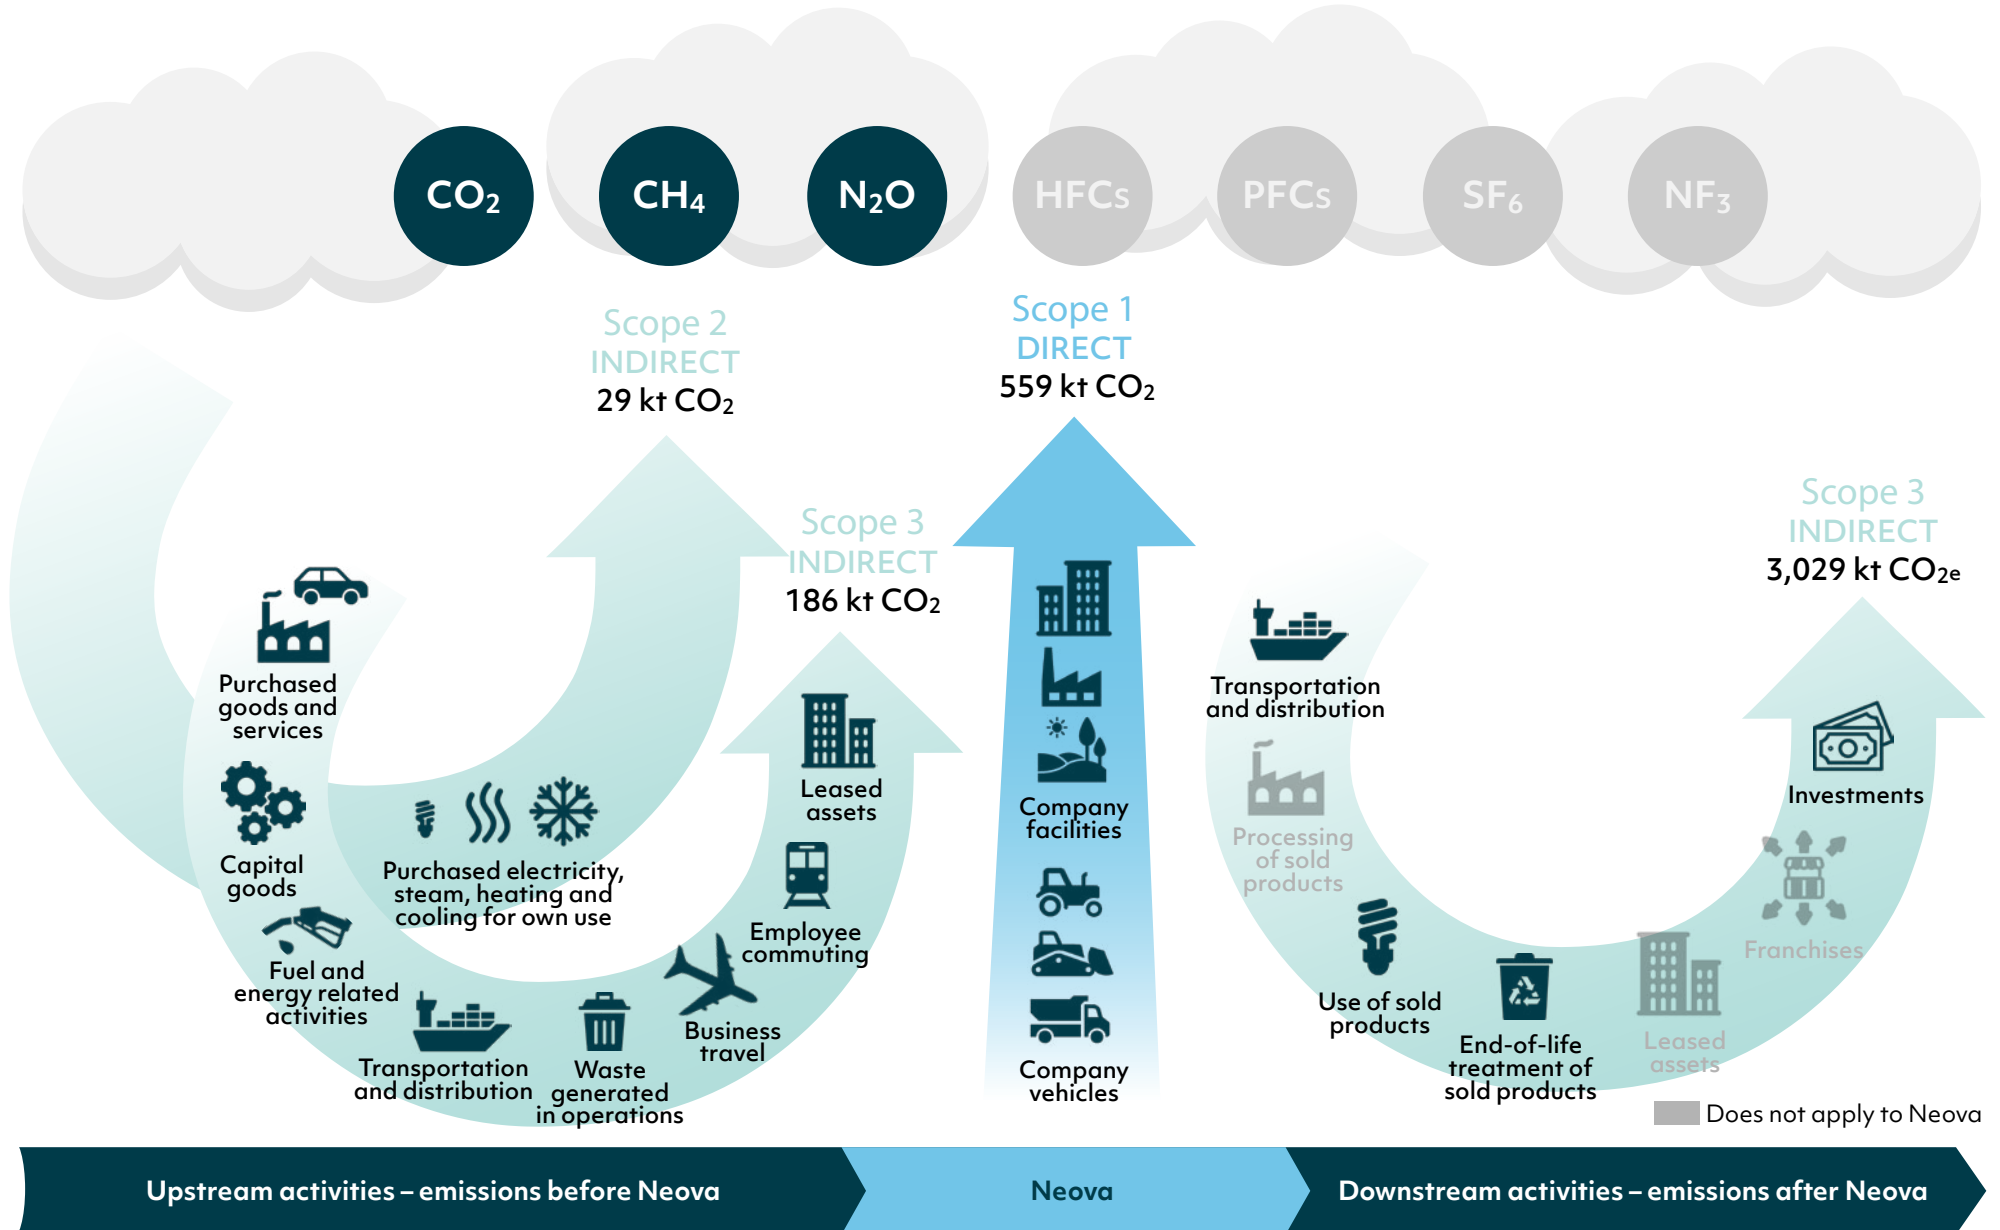 CO₂
CH₄
N₂O
HFCs
PFCs
SF₆
NF₃
Scope 2
INDIRECT
29 kt CO₂
Scope 1
DIRECT
559 kt CO₂
Scope 3
INDIRECT
186 kt CO₂
Scope 3
INDIRECT
3,029 kt CO₂e
Purchased
goods and
services
Capital
goods
Fuel and
energy related
activities
Transportation
and distribution
Waste
generated
in operations
Business
travel
Employee
commuting
Leased
assets
Purchased electricity,
steam, heating and
cooling for own use
Company
facilities
Company
vehicles
Transportation
and distribution
Processing
of sold
products
Use of sold
products
End-of-life
treatment of
sold products
Leased
assets
Franchises
Investments
Does not apply to Neova
Upstream activities – emissions before Neova
Neova
Downstream activities – emissions after Neova